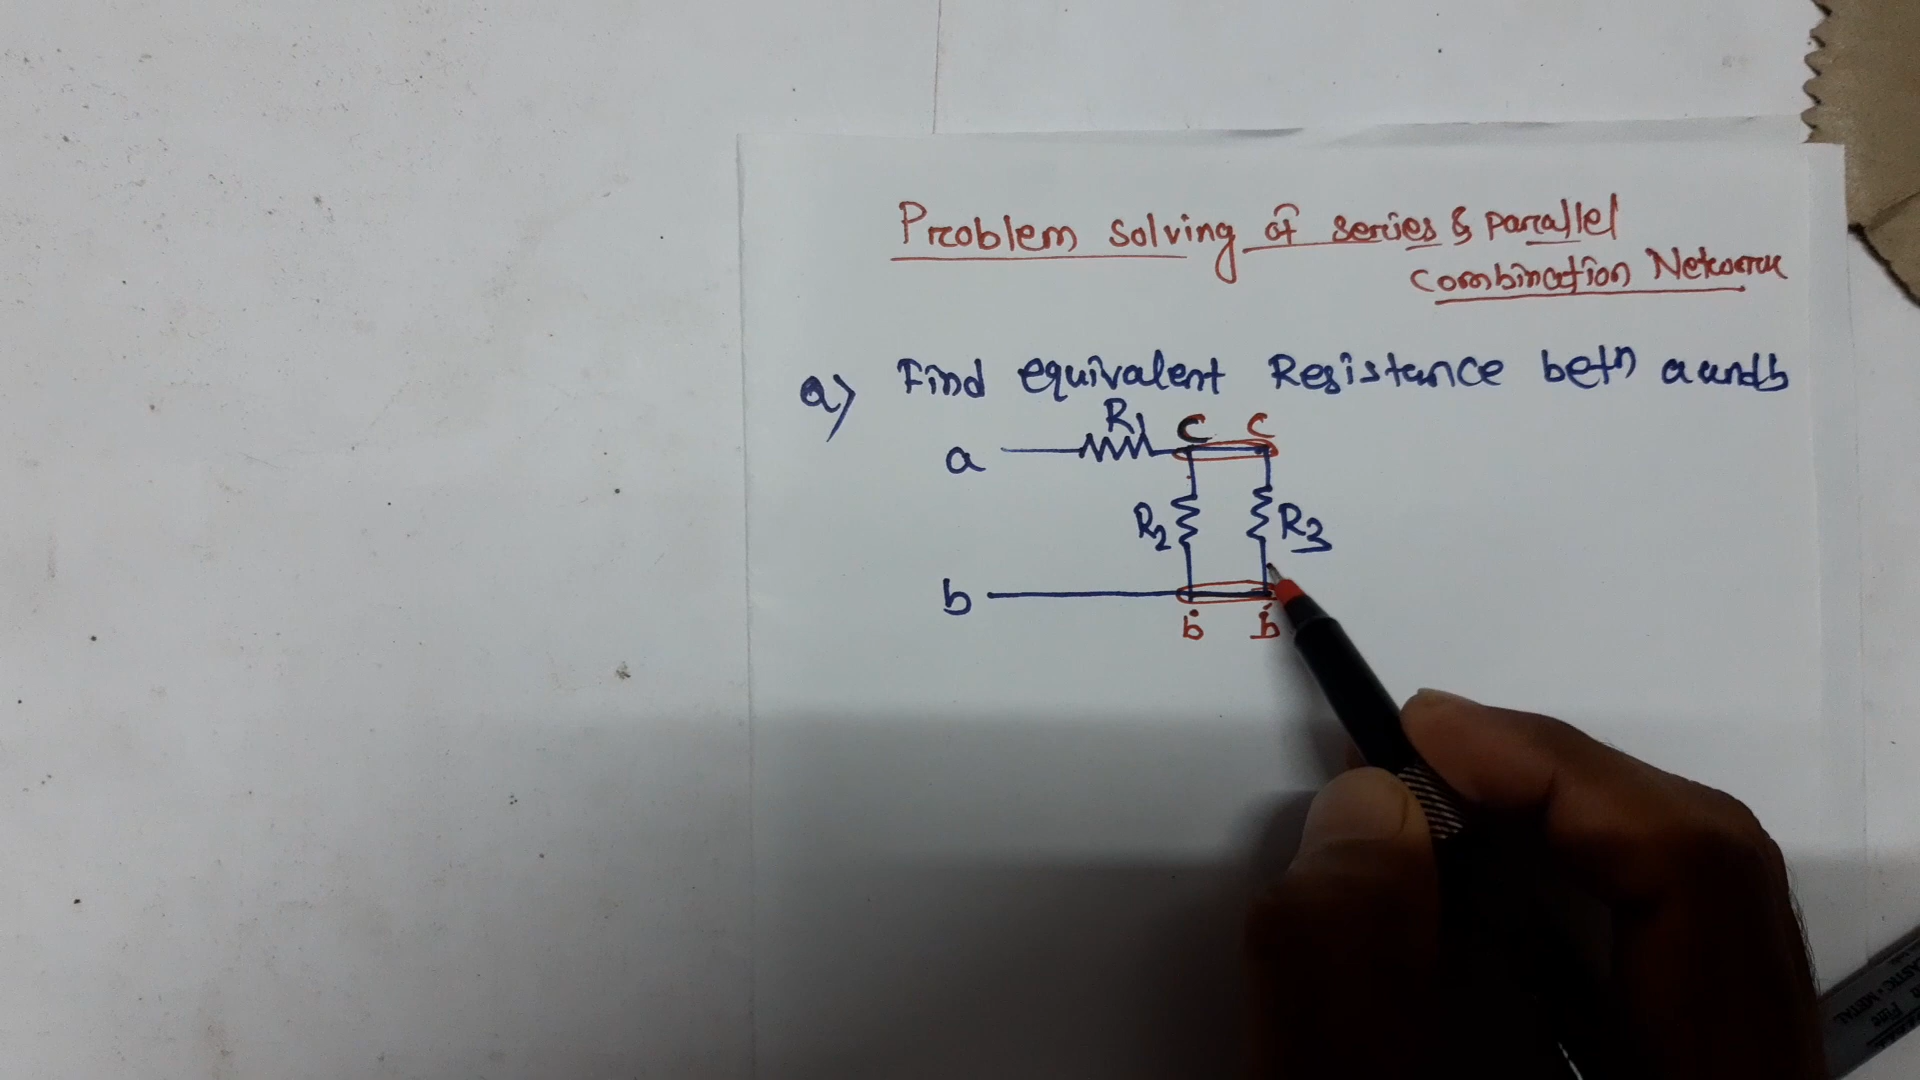 Problem solving of series & parallel
combination Network
Q) Find equivalent Resistance betn a and b
R1 C C
a
R2 R3
b
b b